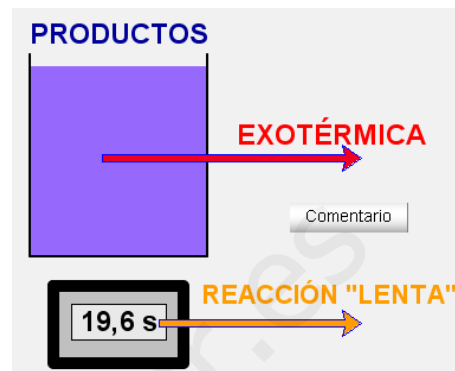 PRODUCTOS
EXOTÉRMICA
Comentario
REACCIÓN "LENTA"
19,6 s